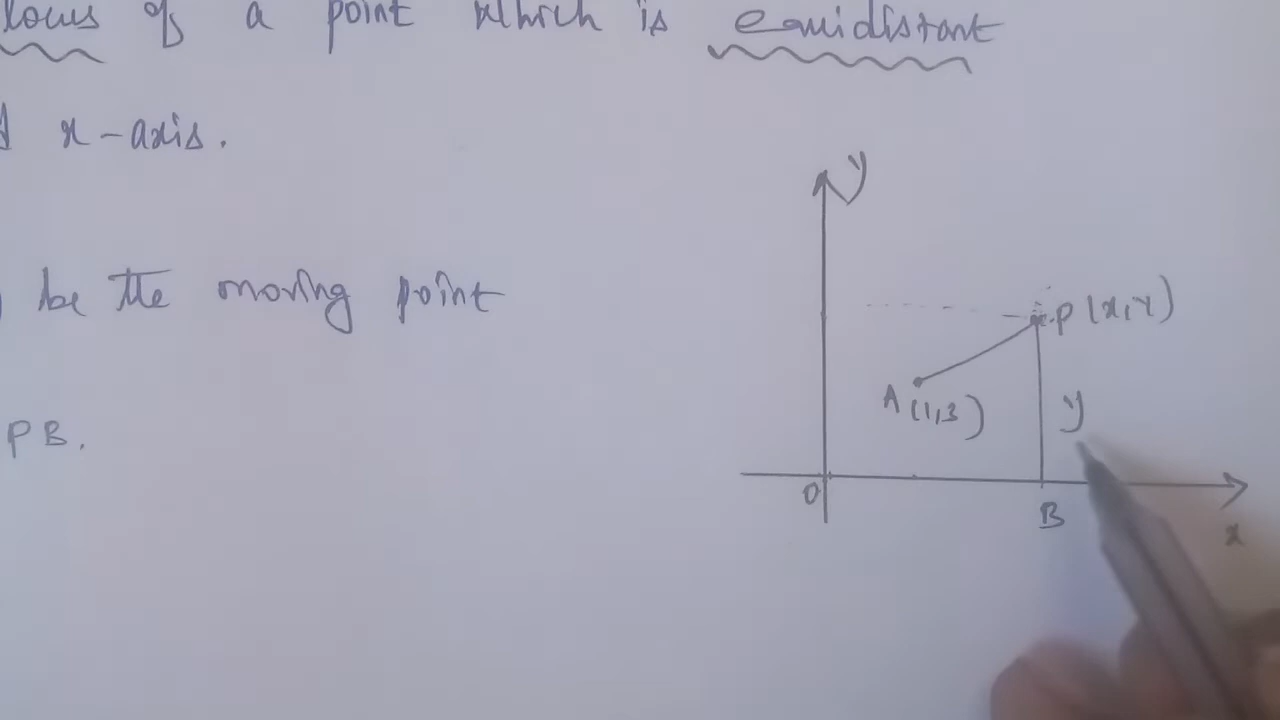 locus of a point which is equidistant
x-axis.
be the moving point
PB.
y
P(x,y)
A(1,3)
y
O
B
x